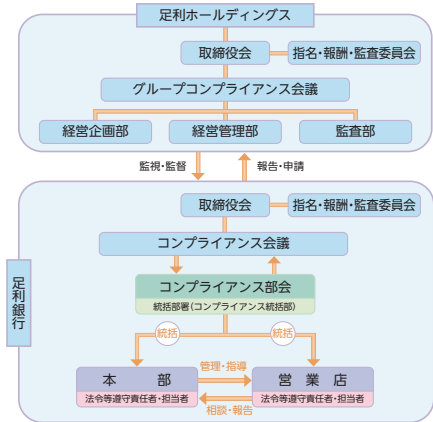 足利ホールディングス
取締役会
指名・報酬・監査委員会
グループコンプライアンス会議
経営企画部
経営管理部
監査部
監視・監督
報告・申請
足利銀行
取締役会
指名・報酬・監査委員会
コンプライアンス会議
コンプライアンス部会
統括部署(コンプライアンス統括部)
統括
統括
本部
管理・指導
営業店
法令等遵守責任者・担当者
法令等遵守責任者・担当者
相談・報告